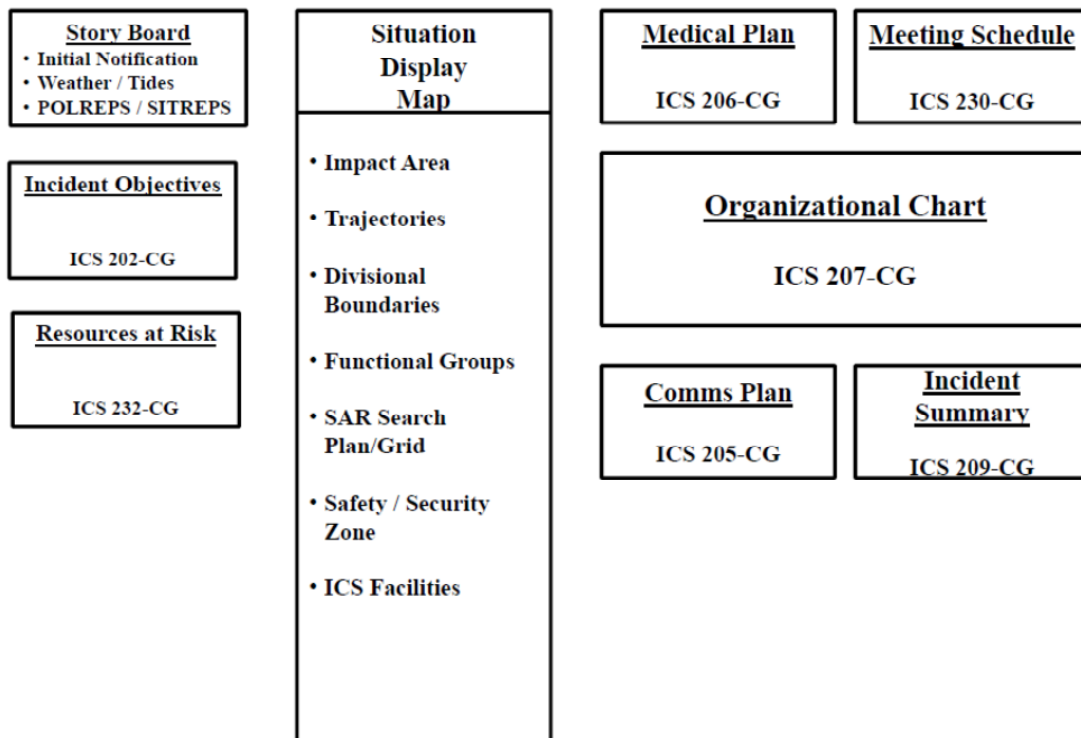 Story Board
• Initial Notification
• Weather / Tides
• POLREPS / SITREPS
Incident Objectives
ICS 202-CG
Resources at Risk
ICS 232-CG
Situation
Display
Map
• Impact Area
• Trajectories
• Divisional
Boundaries
• Functional Groups
• SAR Search
Plan/Grid
• Safety / Security
Zone
• ICS Facilities
Medical Plan
ICS 206-CG
Meeting Schedule
ICS 230-CG
Organizational Chart
ICS 207-CG
Comms Plan
ICS 205-CG
Incident
Summary
ICS 209-CG